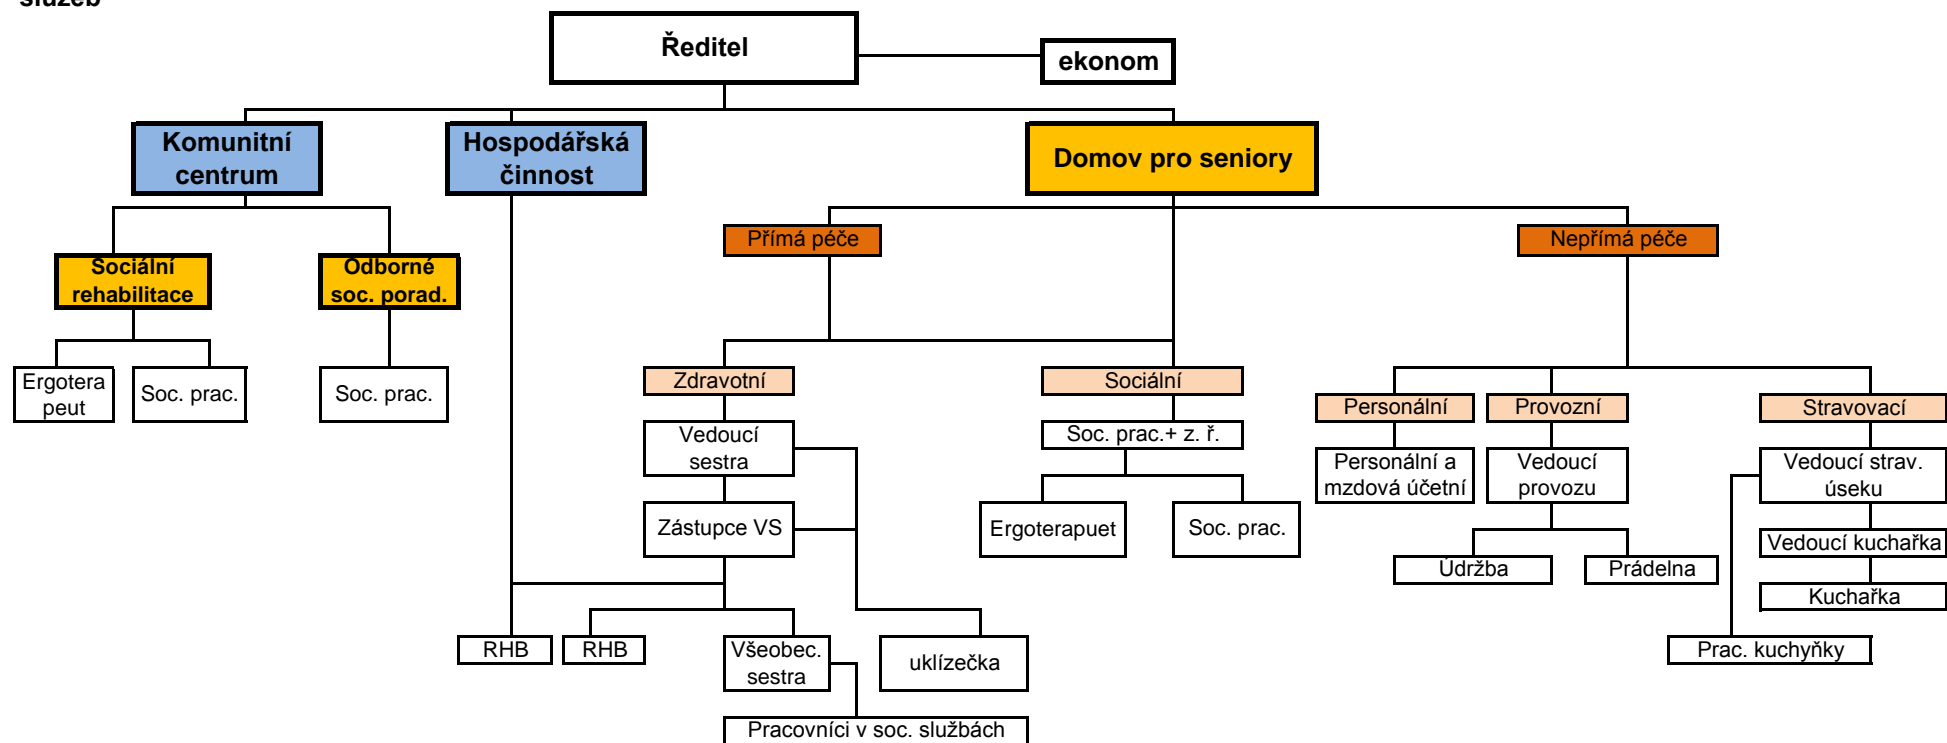 služeb
Ředitel
ekonom
Komunitní
centrum
Hospodářská
činnost
Domov pro seniory
Přímá péče
Nepřímá péče
Sociální
rehabilitace
Odborné
soc. porad.
Ergotera
peut
Soc. prac.
Soc. prac.
Zdravotní
Sociální
Personální
Provozní
Stravovací
Vedoucí
sestra
Soc. prac.+ z. ř.
Personální a
mzdová účetní
Vedoucí
provozu
Vedoucí strav.
úseku
Zástupce VS
Ergoterapuet
Soc. prac.
Vedoucí kuchařka
Údržba
Prádelna
Kuchařka
RHB
RHB
Všeobec.
sestra
uklízečka
Prac. kuchyňky
Pracovníci v soc. službách